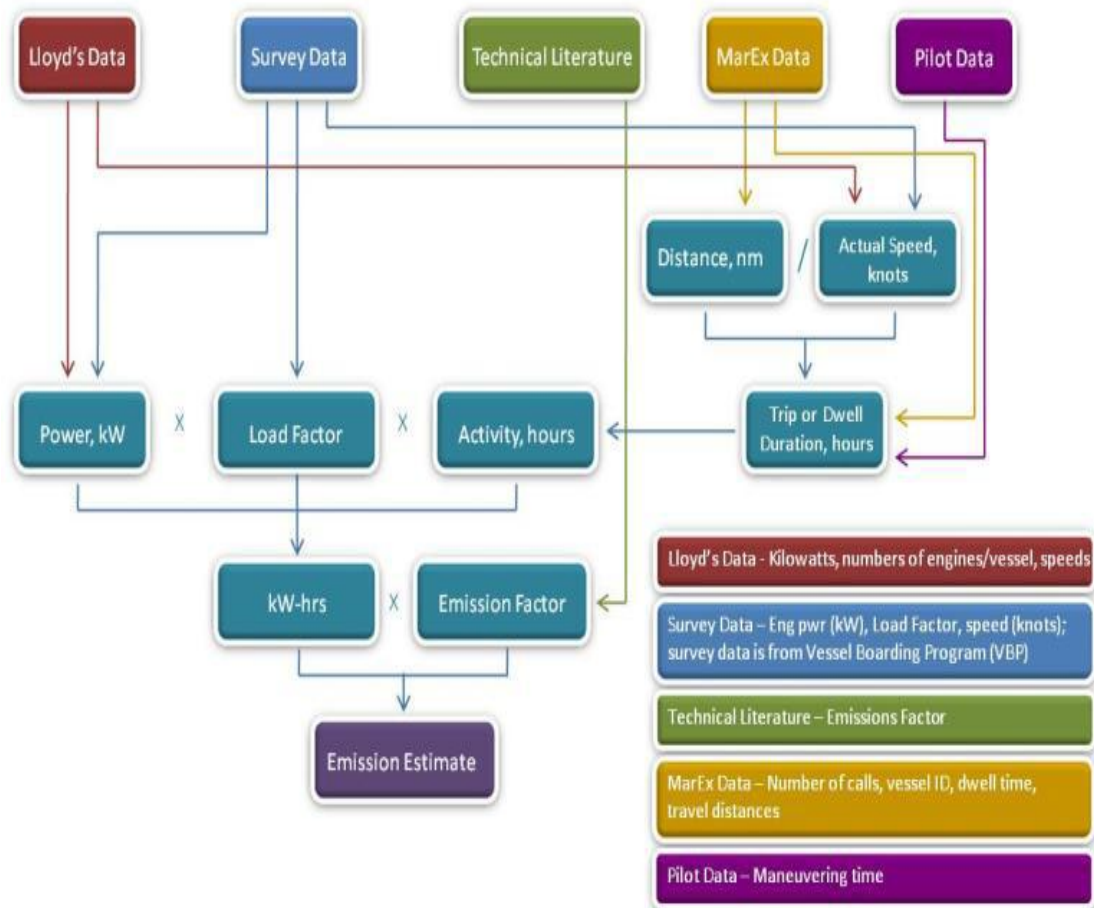 Lloyd's Data
Survey Data
Technical Literature
MarEx Data
Pilot Data
Distance, nm
/
Actual Speed,
knots
Power, kW
X
Load Factor
X
Activity, hours
Trip or Dwell
Duration, hours
kW-hrs
X
Emission Factor
Emission Estimate
Lloyd's Data - Kilowatts, numbers of engines/vessel, speeds
Survey Data – Eng pwr (kW), Load Factor, speed (knots);
survey data is from Vessel Boarding Program (VBP)
Technical Literature – Emissions Factor
MarEx Data – Number of calls, vessel ID, dwell time,
travel distances
Pilot Data – Maneuvering time